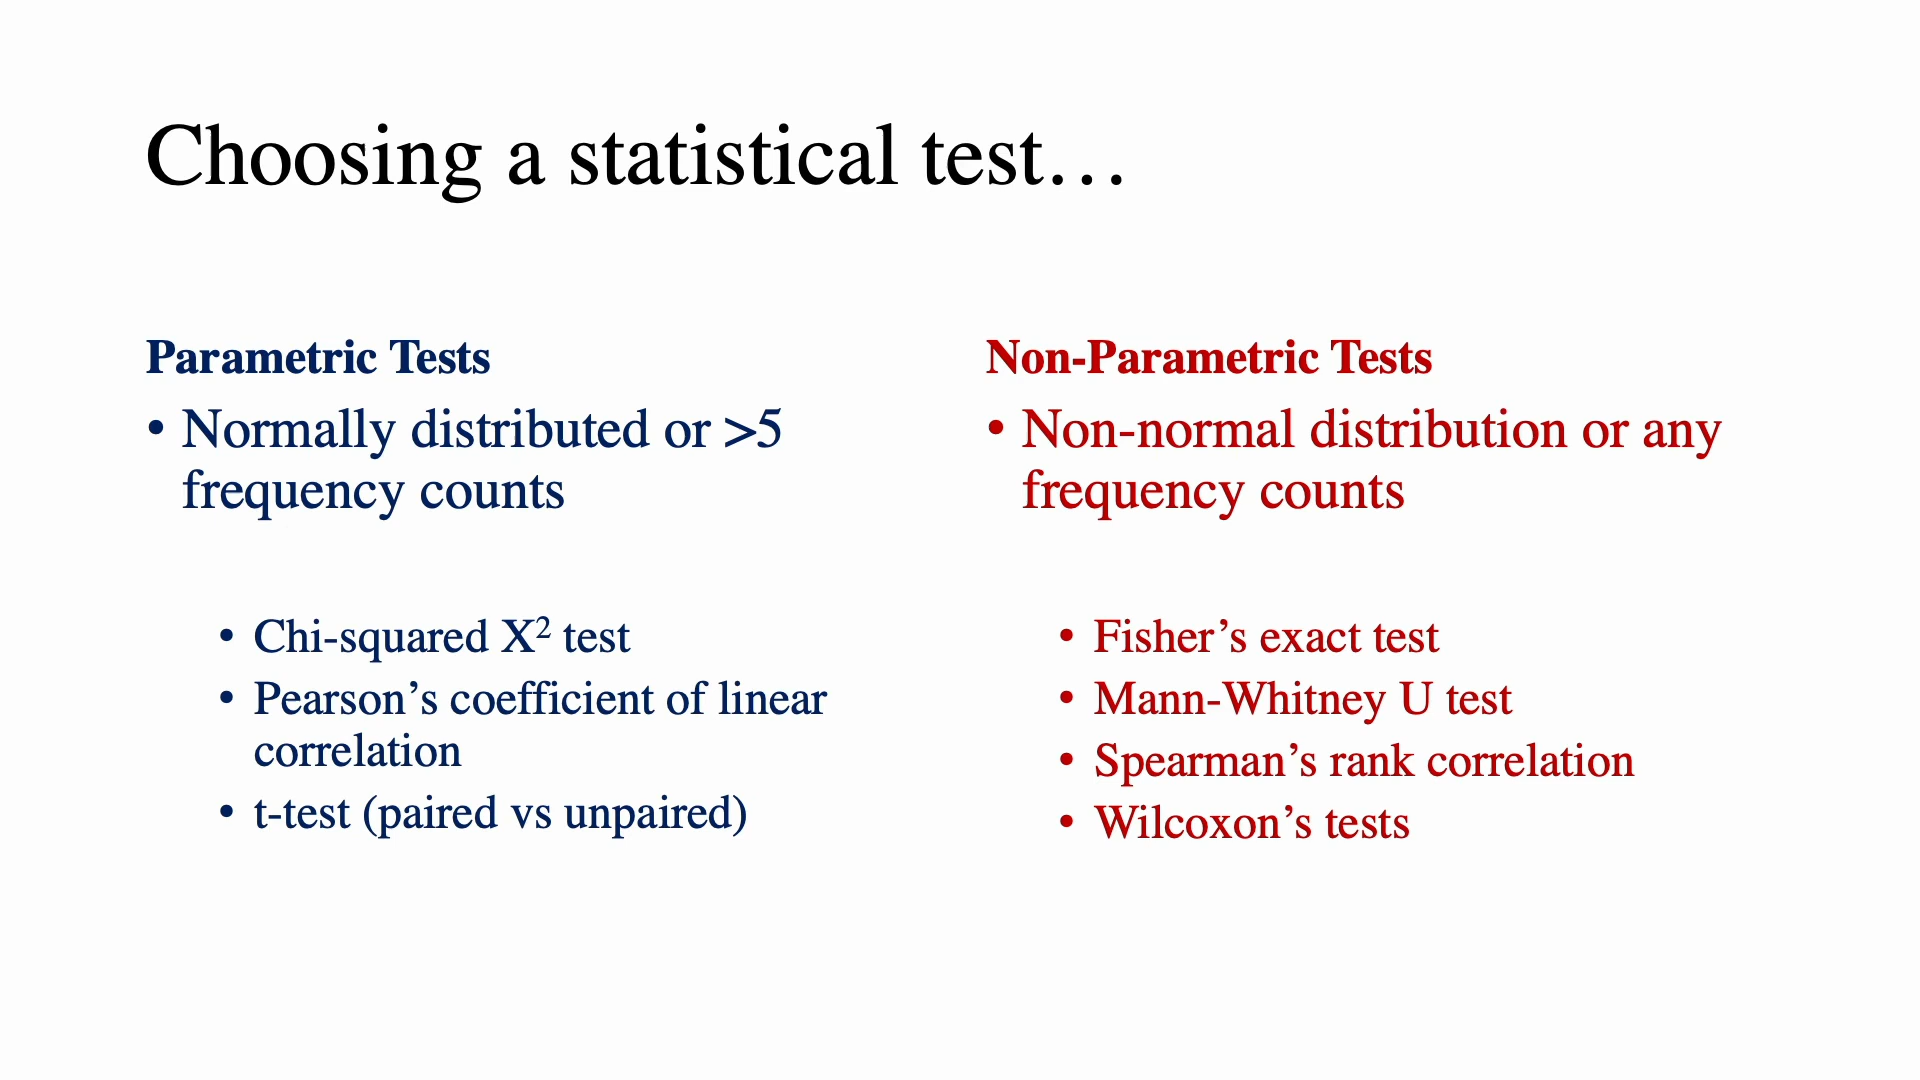 Choosing a statistical test…
Parametric Tests
• Normally distributed or >5
frequency counts
• Chi-squared X² test
• Pearson’s coefficient of linear
correlation
• t-test (paired vs unpaired)
Non-Parametric Tests
• Non-normal distribution or any
frequency counts
• Fisher’s exact test
• Mann-Whitney U test
• Spearman’s rank correlation
• Wilcoxon’s tests